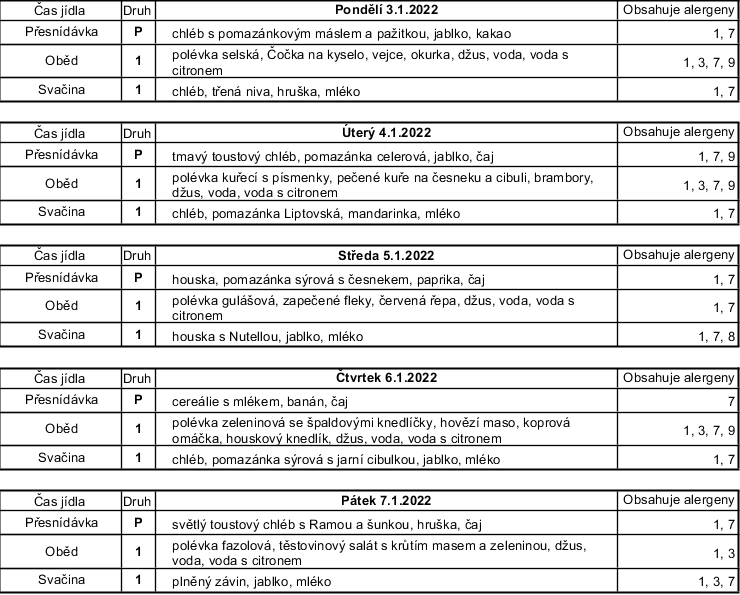 Čas jídla Druh Pondělí 3.1.2022 Obsahuje alergeny
Přesnídávka P chléb s pomazánkovým máslem a pažitkou, jablko, kakao 1, 7
Oběd 1 polévka selská, Čočka na kyselo, vejce, okurka, džus, voda, voda s 1, 3, 7, 9
citronem
Svačina 1 chléb, třená niva, hruška, mléko 1, 7
Čas jídla Druh Úterý 4.1.2022 Obsahuje alergeny
Přesnídávka P tmavý toustový chléb, pomazánka celerová, jablko, čaj 1, 7, 9
Oběd 1 polévka kuřecí s písmenky, pečené kuře na česneku a cibuli, brambory, 1, 3, 7, 9
džus, voda, voda s citronem
Svačina 1 chléb, pomazánka Liptovská, mandarinka, mléko 1, 7
Čas jídla Druh Středa 5.1.2022 Obsahuje alergeny
Přesnídávka P houska, pomazánka sýrová s česnekem, paprika, čaj 1, 7
Oběd 1 polévka gulášová, zapečené fleky, červená řepa, džus, voda, voda s 1, 7
citronem
Svačina 1 houska s Nutellou, jablko, mléko 1, 7, 8
Čas jídla Druh Čtvrtek 6.1.2022 Obsahuje alergeny
Přesnídávka P cereálie s mlékem, banán, čaj 7
Oběd 1 polévka zeleninová se špaldovými knedlíčky, hovězí maso, koprová 1, 3, 7, 9
omáčka, houskový knedlík, džus, voda, voda s citronem
Svačina 1 chléb, pomazánka sýrová s jarní cibulkou, jablko, mléko 1, 7
Čas jídla Druh Pátek 7.1.2022 Obsahuje alergeny
Přesnídávka P světlý toustový chléb s Ramou a šunkou, hruška, čaj 1, 7
Oběd 1 polévka fazolová, těstovinový salát s krůtím masem a zeleninou, džus, 1, 3
voda, voda s citronem
Svačina 1 plněný závin, jablko, mléko 1, 3, 7